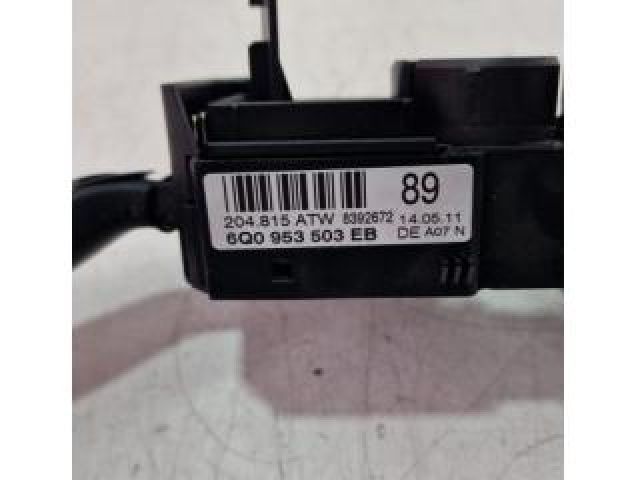 89
204.815 ATW 8392672 14.05.11
6Q0 953 503 EB DE A07 N